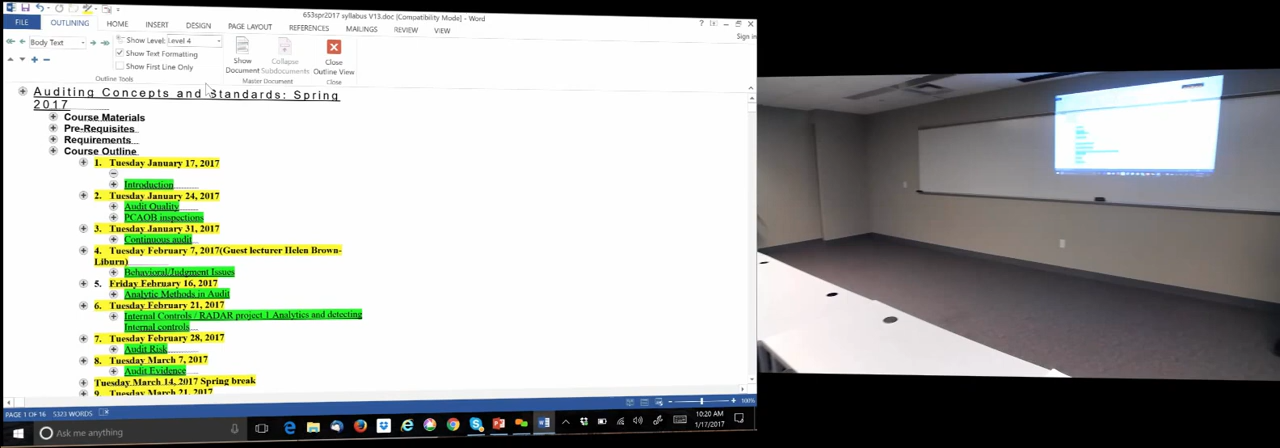 653spr2017 syllabus V13.doc [Compatibility Mode] - Word
FILE OUTLINING HOME INSERT DESIGN PAGE LAYOUT REFERENCES MAILINGS REVIEW VIEW
Sign in
Body Text
Show Level: Level 4
Show Text Formatting
Show First Line Only
Outline Tools
Show Document
Collapse Subdocuments
Master Document
Close Outline View
Close
Auditing Concepts and Standards: Spring
2017
Course Materials
Pre-Requisites
Requirements
Course Outline
1. Tuesday January 17, 2017
Introduction
2. Tuesday January 24, 2017
Audit Quality
PCAOB inspections
3. Tuesday January 31, 2017
Continuous audit
4. Tuesday February 7, 2017(Guest lecturer Helen Brown-
Liburn)
Behavioral/Judgment Issues
5. Friday February 16, 2017
Analytic Methods in Audit
6. Tuesday February 21, 2017
Internal Controls / RADAR project 1 Analytics and detecting
Internal controls
7. Tuesday February 28, 2017
Audit Risk
8. Tuesday March 7, 2017
Audit Evidence
Tuesday March 14, 2017 Spring break
9. Tuesday March 21, 2017
PAGE 1 OF 16 5323 WORDS
100%
Ask me anything
10:20 AM
1/17/2017